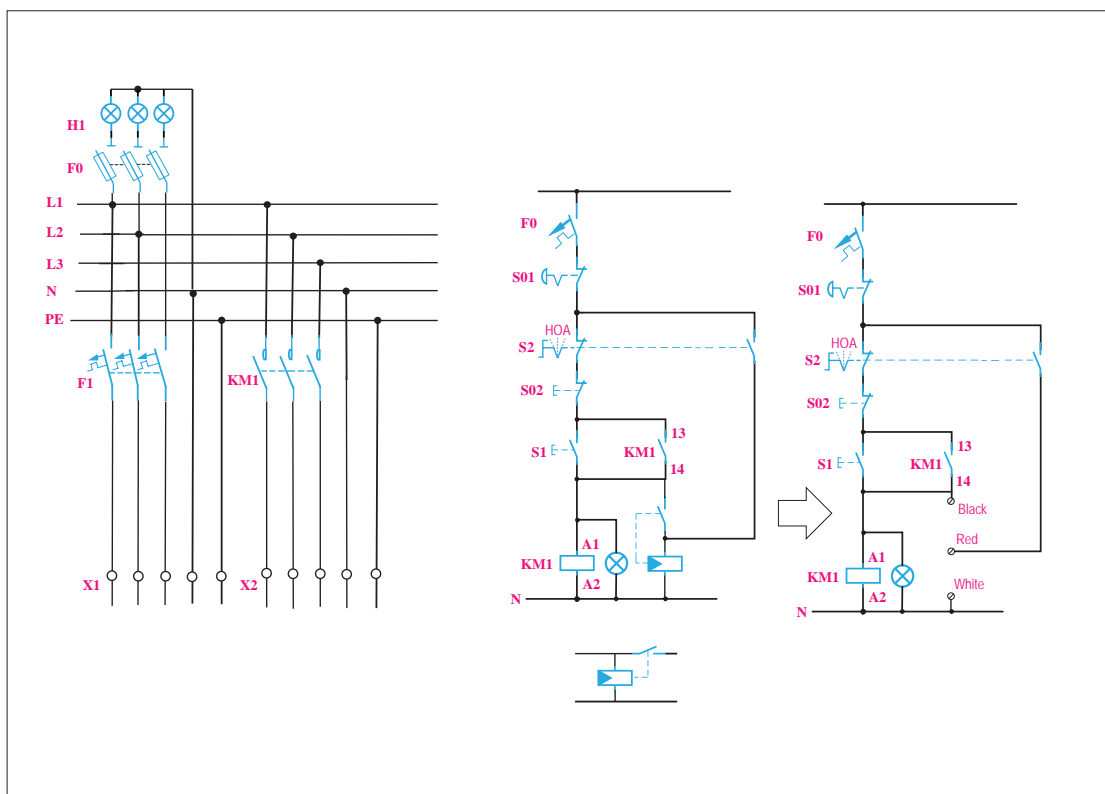 H1
F0
L1
L2
L3
N
PE
F1
KM1
X1
X2
F0
S01
HOA
S2
S02
S1
13
KM1
14
A1
KM1
A2
N
F0
S01
HOA
S2
S02
S1
13
KM1
14
Black
Red
A1
KM1
White
A2
N